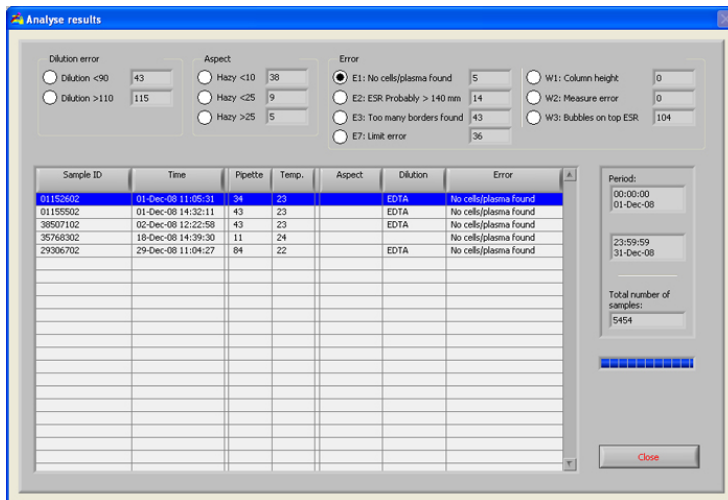 Analyse results
Dilution error
Dilution <90 43
Dilution >110 115
Aspect
Hazy <10 38
Hazy <25 9
Hazy >25 5
Error
E1: No cells/plasma found 5
E2: ESR Probably > 140 mm 14
E3: Too many borders found 43
E7: Limit error 36
W1: Column height 0
W2: Measure error 0
W3: Bubbles on top ESR 104
Sample ID Time Pipette Temp. Aspect Dilution Error
01152602 01-Dec-08 11:05:31 34 23 EDTA No cells/plasma found
01155502 01-Dec-08 14:32:11 43 23 EDTA No cells/plasma found
38507102 02-Dec-08 12:22:58 43 23 EDTA No cells/plasma found
35768302 18-Dec-08 14:39:30 11 24 No cells/plasma found
29306702 29-Dec-08 11:04:27 84 22 EDTA No cells/plasma found
Period:
00:00:00
01-Dec-08
23:59:59
31-Dec-08
Total number of
samples:
5454
Close